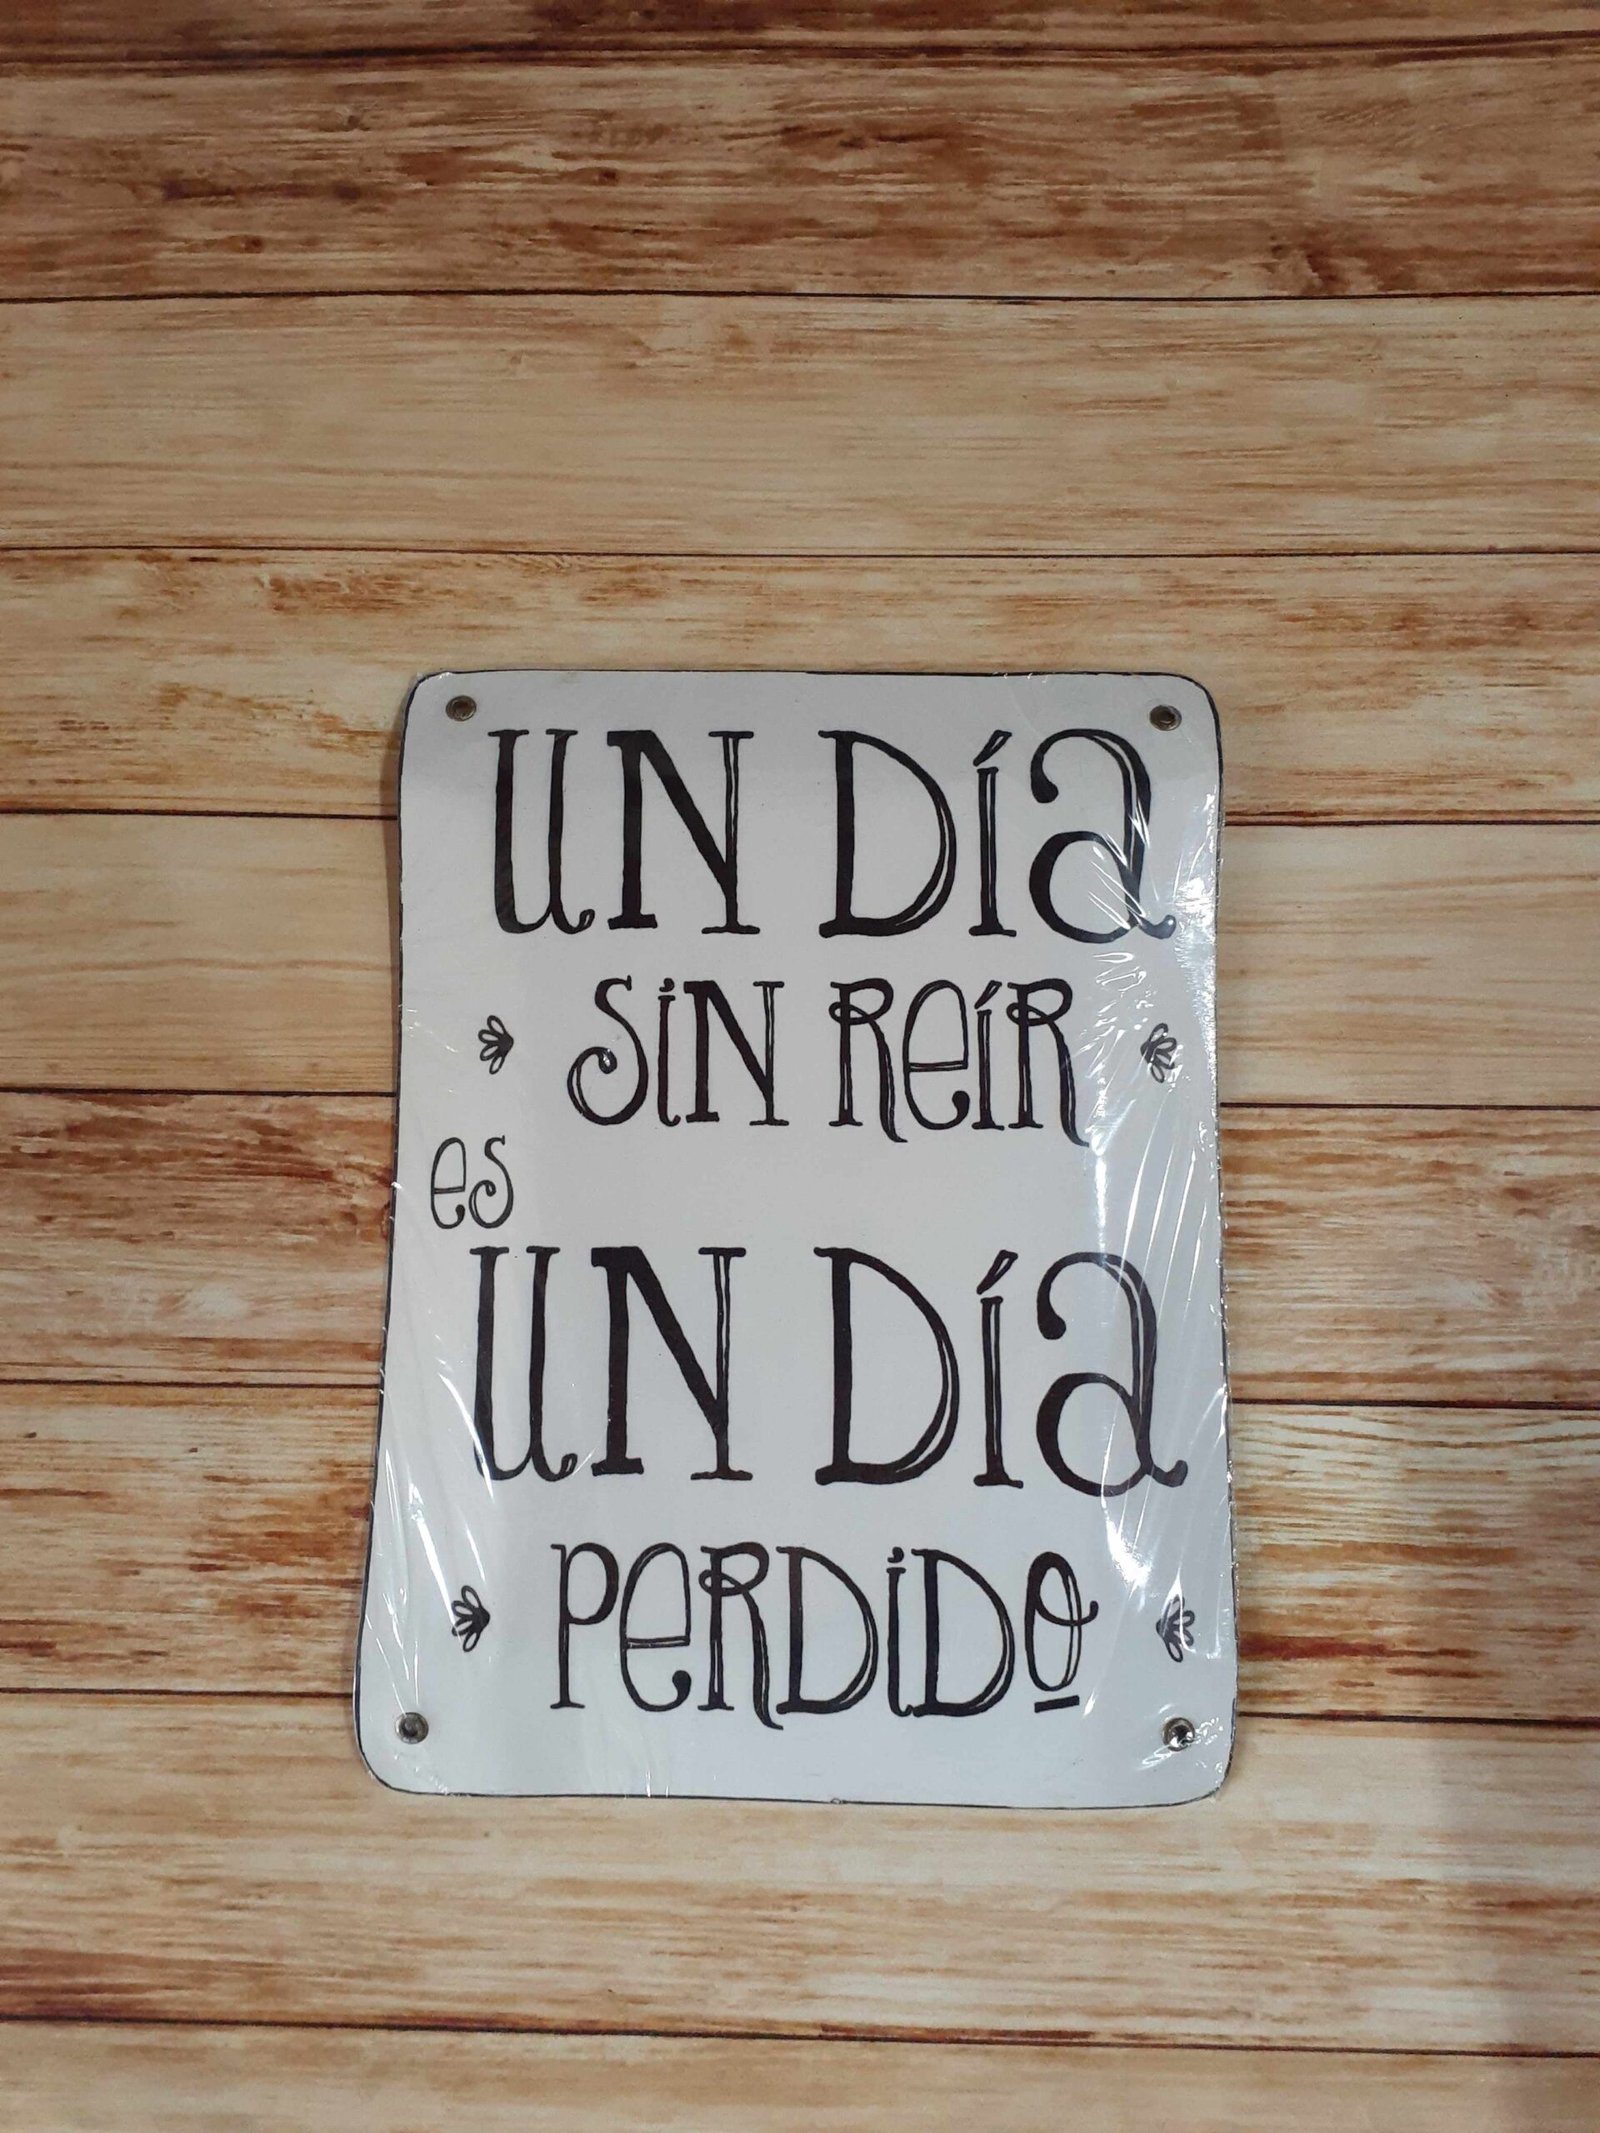 UN Día
SiN Reír
es
UN Día
PeRDiDo